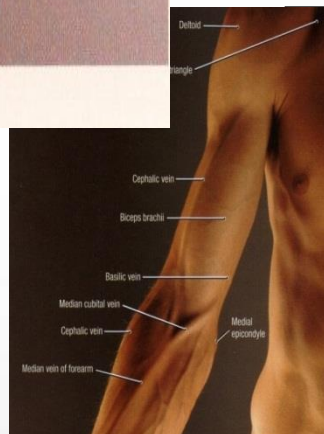 Deltoid
triangle
Cephalic vein
Biceps brachii
Basilic vein
Median cubital vein
Cephalic vein
Medial
epicondyle
Median vein of forearm